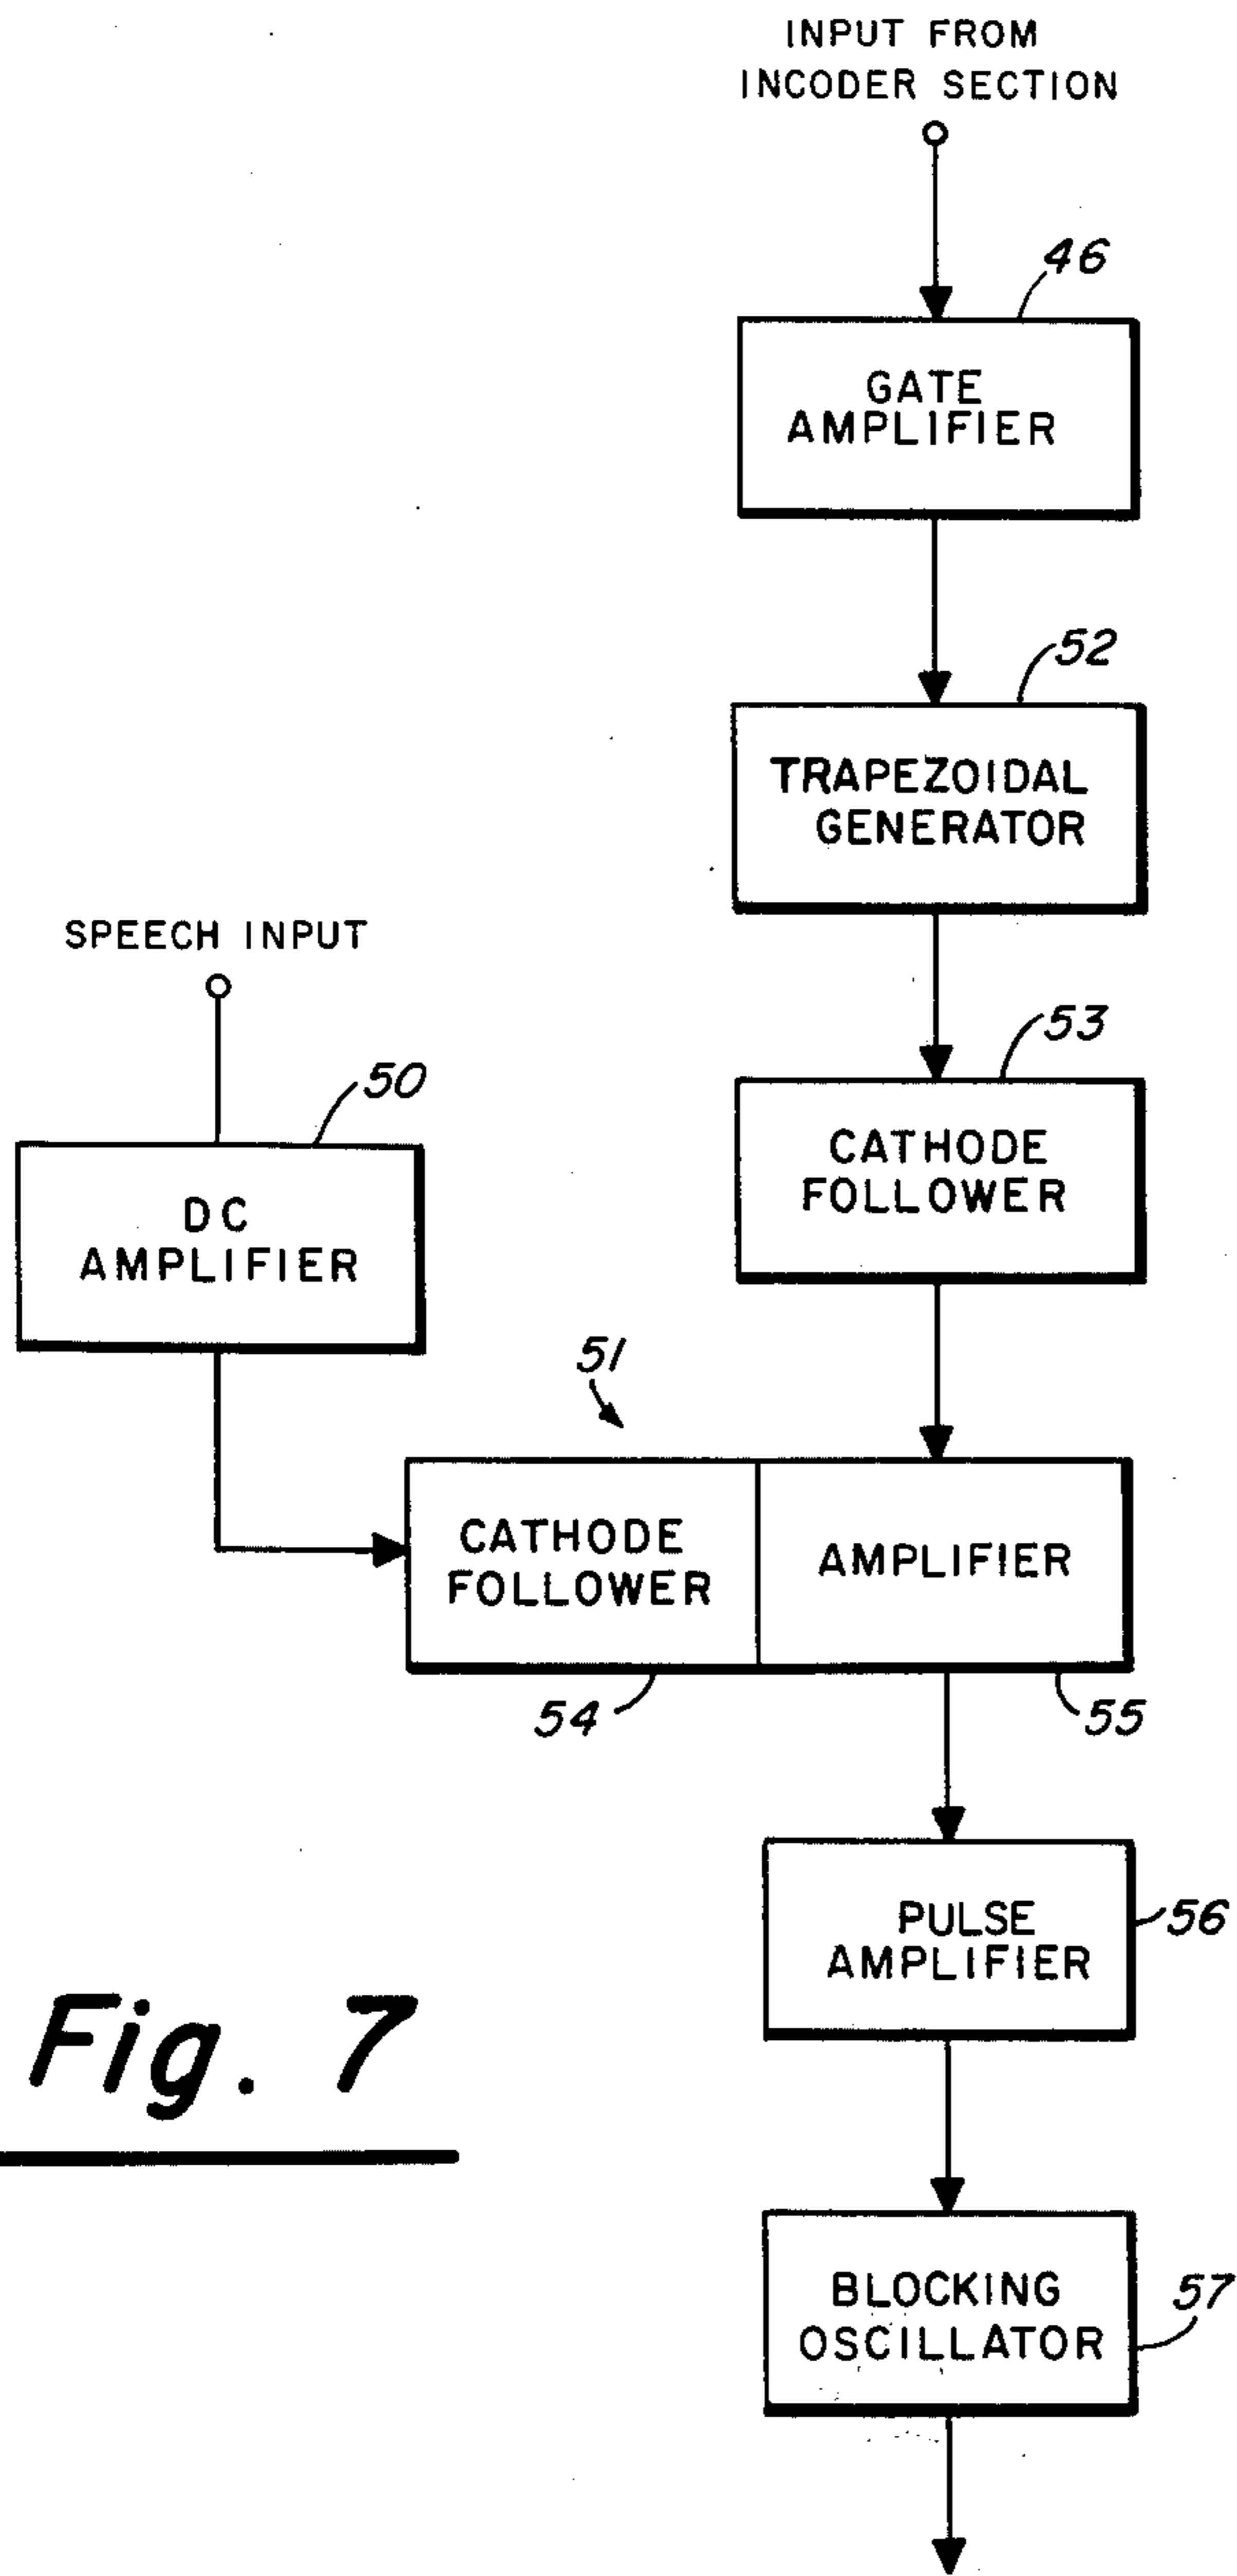 INPUT FROM
INCODER SECTION
46
GATE
AMPLIFIER
52
TRAPEZOIDAL
GENERATOR
SPEECH INPUT
53
50
CATHODE
FOLLOWER
DC
AMPLIFIER
51
CATHODE
FOLLOWER
AMPLIFIER
54
55
PULSE
AMPLIFIER
56
Fig. 7
BLOCKING
OSCILLATOR
57